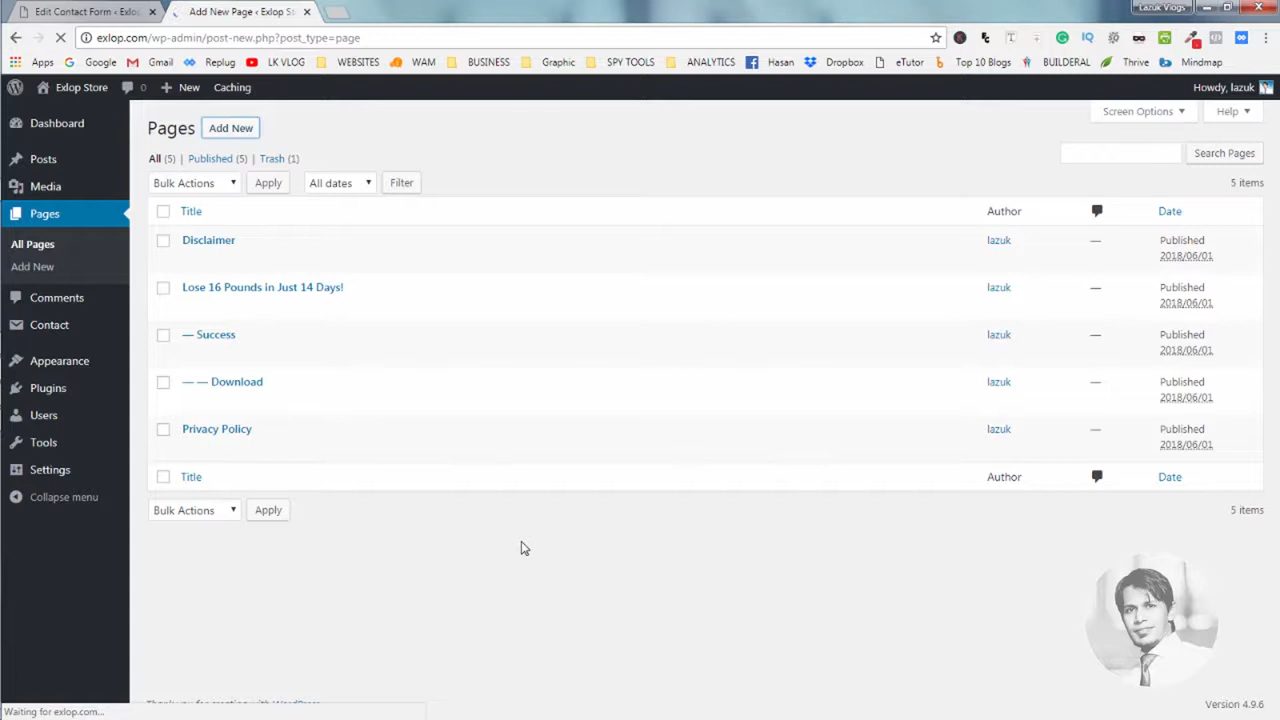 Edit Contact Form ‹ Exlo
Add New Page ‹ Exlop St
Lazuk Vlogs
exlop.com/wp-admin/post-new.php?post_type=page
Apps Google Gmail Replug LK VLOG WEBSITES WAM BUSINESS Graphic SPY TOOLS ANALYTICS Hasan Dropbox eTutor Top 10 Blogs BUILDERAL Thrive Mindmap
Exlop Store 0 New Caching Howdy, lazuk
Dashboard
Posts
Media
Pages
All Pages
Add New
Comments
Contact
Appearance
Plugins
Users
Tools
Settings
Collapse menu
Screen Options Help
Pages Add New
All (5) | Published (5) | Trash (1)
Search Pages
Bulk Actions Apply All dates Filter 5 items
Title Author Date
Disclaimer lazuk — Published
2018/06/01
Lose 16 Pounds in Just 14 Days! lazuk — Published
2018/06/01
— Success lazuk — Published
2018/06/01
— — Download lazuk — Published
2018/06/01
Privacy Policy lazuk — Published
2018/06/01
Title Author Date
Bulk Actions Apply 5 items
Waiting for exlop.com...
Version 4.9.6